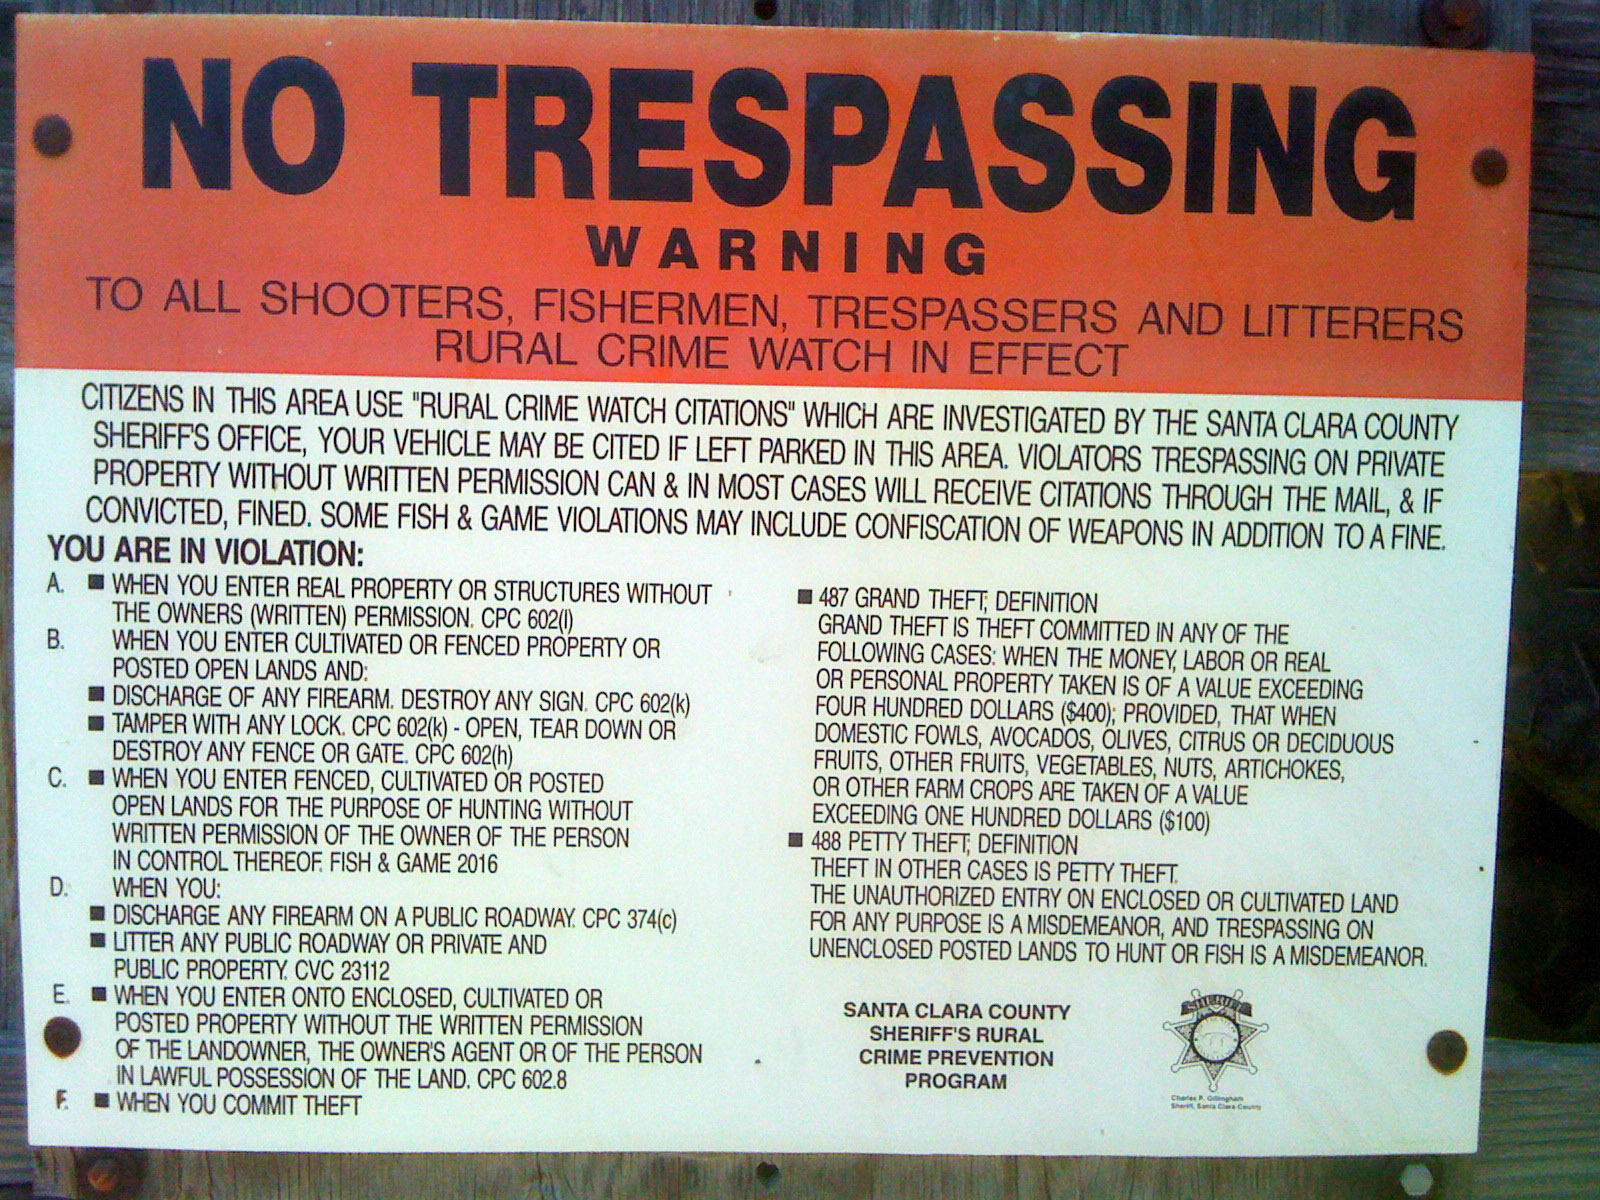 NO TRESPASSING
WARNING
TO ALL SHOOTERS, FISHERMEN, TRESPASSERS AND LITTERERS
RURAL CRIME WATCH IN EFFECT
CITIZENS IN THIS AREA USE "RURAL CRIME WATCH CITATIONS" WHICH ARE INVESTIGATED BY THE SANTA CLARA COUNTY
SHERIFF'S OFFICE, YOUR VEHICLE MAY BE CITED IF LEFT PARKED IN THIS AREA. VIOLATORS TRESPASSING ON PRIVATE
PROPERTY WITHOUT WRITTEN PERMISSION CAN & IN MOST CASES WILL RECEIVE CITATIONS THROUGH THE MAIL, & IF
CONVICTED, FINED. SOME FISH & GAME VIOLATIONS MAY INCLUDE CONFISCATION OF WEAPONS IN ADDITION TO A FINE.
YOU ARE IN VIOLATION:
A. ■ WHEN YOU ENTER REAL PROPERTY OR STRUCTURES WITHOUT
THE OWNERS (WRITTEN) PERMISSION. CPC 602(l)
B. WHEN YOU ENTER CULTIVATED OR FENCED PROPERTY OR
POSTED OPEN LANDS AND:
■ DISCHARGE OF ANY FIREARM. DESTROY ANY SIGN. CPC 602(k)
■ TAMPER WITH ANY LOCK. CPC 602(k) - OPEN, TEAR DOWN OR
DESTROY ANY FENCE OR GATE. CPC 602(h)
C. ■ WHEN YOU ENTER FENCED, CULTIVATED OR POSTED
OPEN LANDS FOR THE PURPOSE OF HUNTING WITHOUT
WRITTEN PERMISSION OF THE OWNER OF THE PERSON
IN CONTROL THEREOF. FISH & GAME 2016
D. WHEN YOU:
■ DISCHARGE ANY FIREARM ON A PUBLIC ROADWAY. CPC 374(c)
■ LITTER ANY PUBLIC ROADWAY OR PRIVATE AND
PUBLIC PROPERTY. CVC 23112
E. ■ WHEN YOU ENTER ONTO ENCLOSED, CULTIVATED OR
POSTED PROPERTY WITHOUT THE WRITTEN PERMISSION
OF THE LANDOWNER, THE OWNER'S AGENT OR OF THE PERSON
IN LAWFUL POSSESSION OF THE LAND. CPC 602.8
F. ■ WHEN YOU COMMIT THEFT
■ 487 GRAND THEFT; DEFINITION
GRAND THEFT IS THEFT COMMITTED IN ANY OF THE
FOLLOWING CASES: WHEN THE MONEY, LABOR OR REAL
OR PERSONAL PROPERTY TAKEN IS OF A VALUE EXCEEDING
FOUR HUNDRED DOLLARS ($400); PROVIDED, THAT WHEN
DOMESTIC FOWLS, AVOCADOS, OLIVES, CITRUS OR DECIDUOUS
FRUITS, OTHER FRUITS, VEGETABLES, NUTS, ARTICHOKES,
OR OTHER FARM CROPS ARE TAKEN OF A VALUE
EXCEEDING ONE HUNDRED DOLLARS ($100)
■ 488 PETTY THEFT; DEFINITION
THEFT IN OTHER CASES IS PETTY THEFT.
THE UNAUTHORIZED ENTRY ON ENCLOSED OR CULTIVATED LAND
FOR ANY PURPOSE IS A MISDEMEANOR, AND TRESPASSING ON
UNENCLOSED POSTED LANDS TO HUNT OR FISH IS A MISDEMEANOR.
SANTA CLARA COUNTY
SHERIFF'S RURAL
CRIME PREVENTION
PROGRAM
SHERIFF
Charles P. Gillingham
Sheriff, Santa Clara County